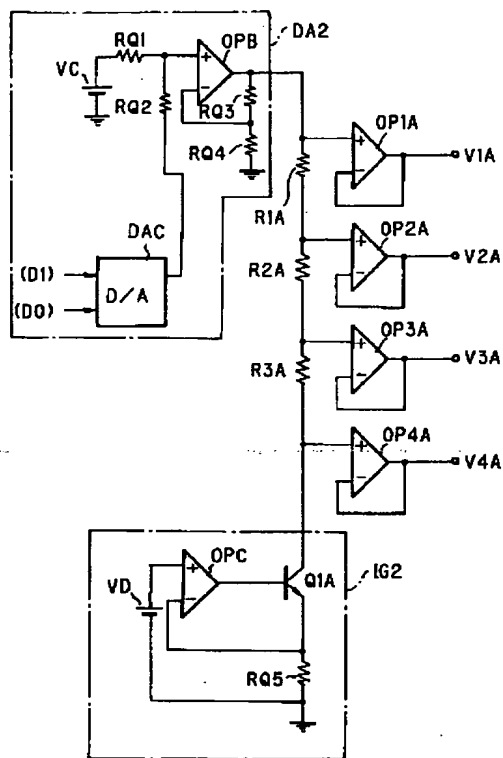 DA2
OPB
RQ1
VC
RQ2
+
−
RQ3
RQ4
OP1A
+
−
V1A
R1A
DAC
D/A
(D1)
(D0)
OP2A
+
−
V2A
R2A
OP3A
+
−
V3A
R3A
OP4A
+
−
V4A
OPC
+
−
Q1A
IG2
VD
RQ5